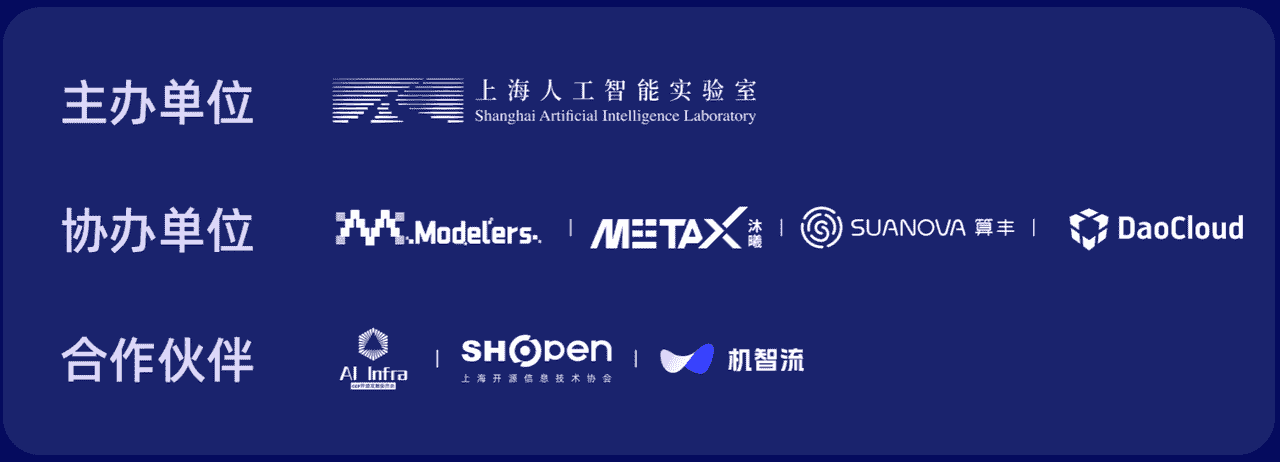 主办单位
上海人工智能实验室
Shanghai Artificial Intelligence Laboratory
协办单位
Modelers
METAX 沐曦
SUANOVA 算丰
DaoCloud
合作伙伴
AI Infra
SHOpen
上海开源信息技术协会
机智流